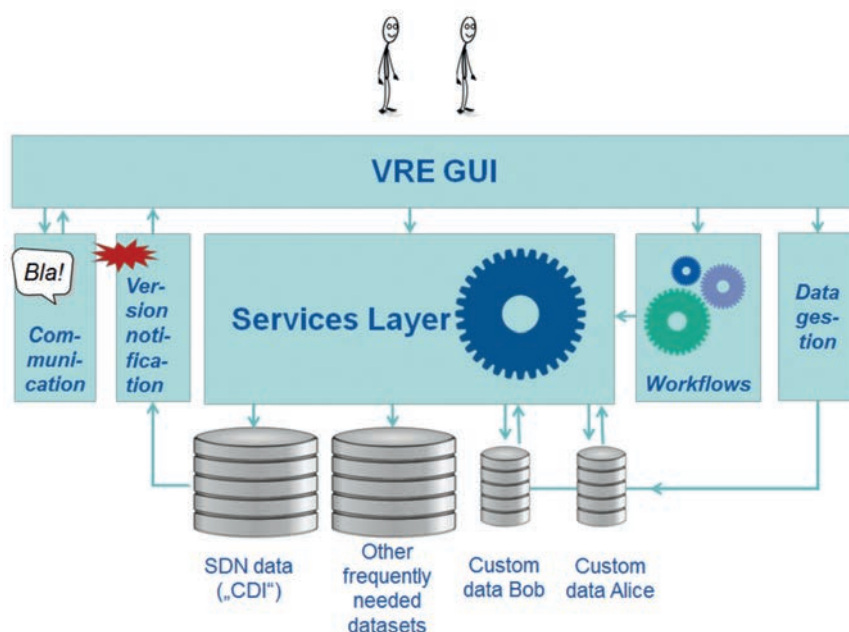 VRE GUI
Bla!
Com-
muni-
cation
Ver-
sion
noti-
fica-
tion
Services Layer
Workflows
Data
ges-
tion
SDN data
(„CDI“)
Other
frequently
needed
datasets
Custom
data Bob
Custom
data Alice